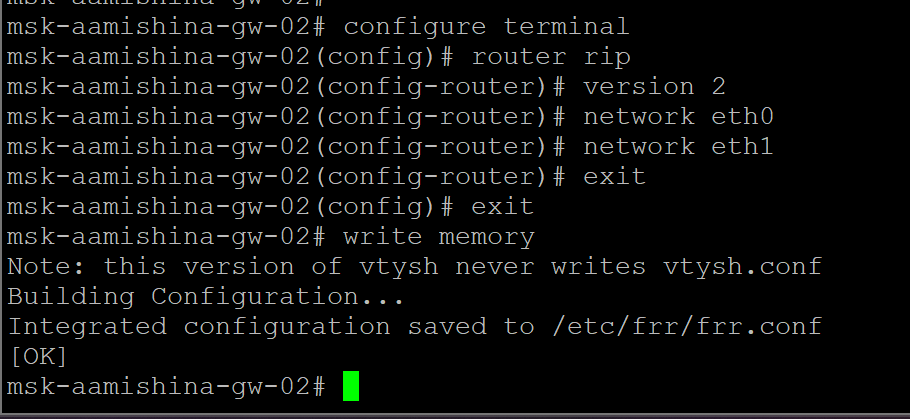 msk-aamishina-gw-02#
msk-aamishina-gw-02# configure terminal
msk-aamishina-gw-02(config)# router rip
msk-aamishina-gw-02(config-router)# version 2
msk-aamishina-gw-02(config-router)# network eth0
msk-aamishina-gw-02(config-router)# network eth1
msk-aamishina-gw-02(config-router)# exit
msk-aamishina-gw-02(config)# exit
msk-aamishina-gw-02# write memory
Note: this version of vtysh never writes vtysh.conf
Building Configuration...
Integrated configuration saved to /etc/frr/frr.conf
[OK]
msk-aamishina-gw-02#